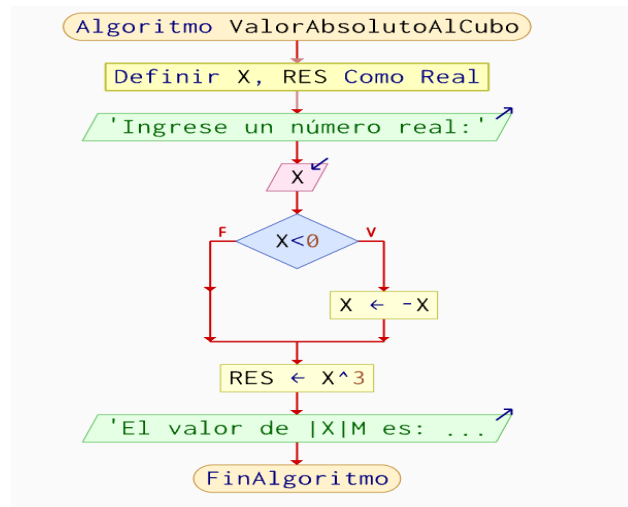 Algoritmo ValorAbsolutoAlCubo
Definir X, RES Como Real
'Ingrese un número real:'
X
X<0
F
V
X ← -X
RES ← X^3
'El valor de |X|M es: ...
FinAlgoritmo